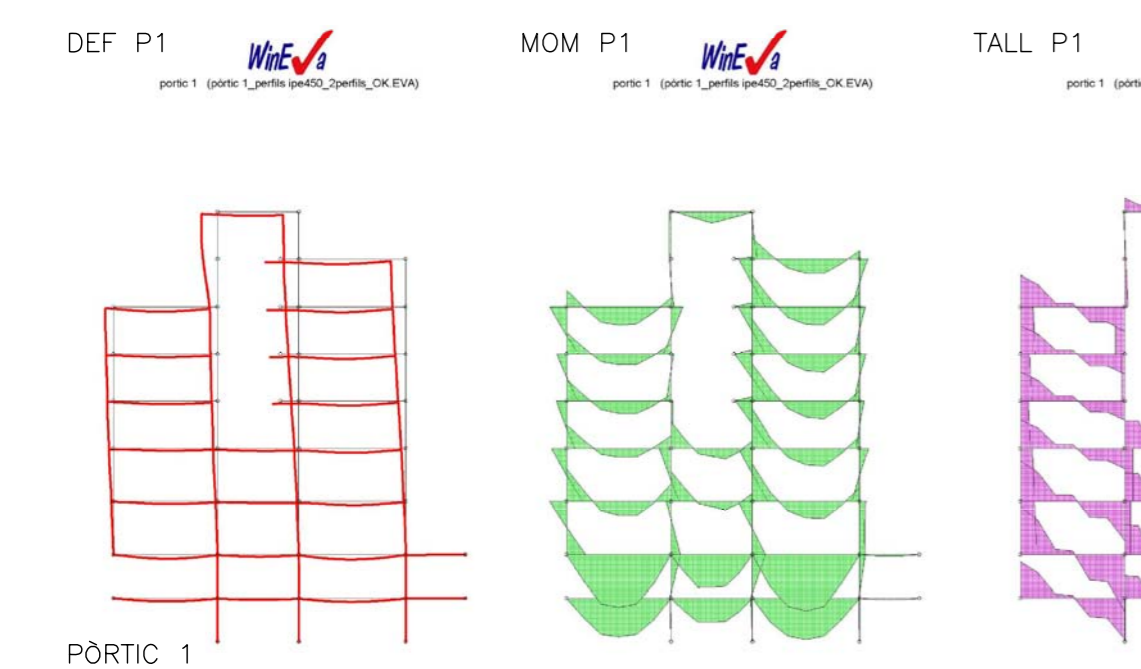 DEF P1
WinEva
portic 1 (pòrtic 1_perfils ipe450_2perfils_OK.EVA)
MOM P1
WinEva
portic 1 (pòrtic 1_perfils ipe450_2perfils_OK.EVA)
TALL P1
portic 1 (pòrti
PÒRTIC 1